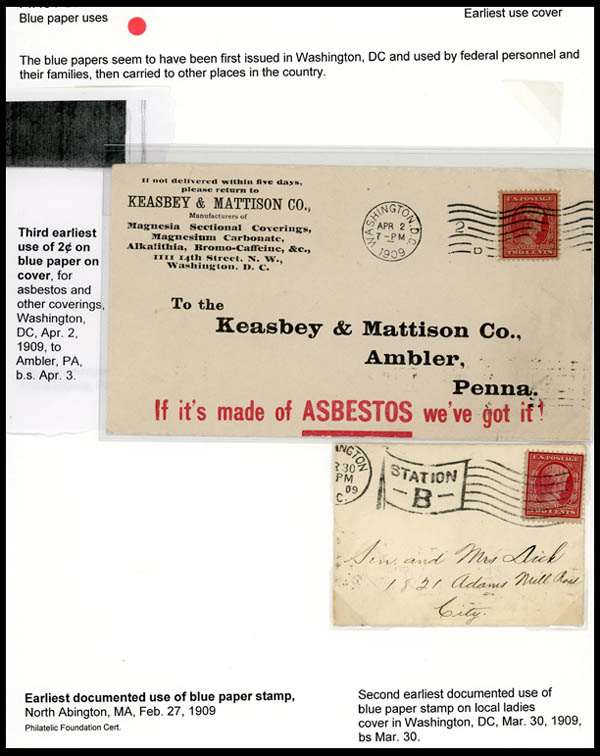 Blue paper uses
Earliest use cover
The blue papers seem to have been first issued in Washington, DC and used by federal personnel and
their families, then carried to other places in the country.
Third earliest
use of 2¢ on
blue paper on
cover, for
asbestos and
other coverings,
Washington,
DC, Apr. 2,
1909, to
Ambler, PA,
b.s. Apr. 3.
If not delivered within five days,
please return to
KEASBEY & MATTISON CO.,
Manufacturers of
Magnesia Sectional Coverings,
Magnesium Carbonate,
Alkalithia, Bromo-Caffeine, &c.,
1111 14th Street, N. W.,
Washington, D. C.
WASHINGTON, D.C.
APR 2
7-PM
1909
2
D
U.S. POSTAGE
TWO CENTS
To the
Keasbey & Mattison Co.,
Ambler,
Penna.
If it's made of ASBESTOS we've got it!
NGTON
R 30
PM
09
C.
STATION
-B-
U.S. POSTAGE
TWO CENTS
and Mrs Dick
1821 Adams Mill Road
City.
Earliest documented use of blue paper stamp,
North Abington, MA, Feb. 27, 1909
Philatelic Foundation Cert.
Second earliest documented use of
blue paper stamp on local ladies
cover in Washington, DC, Mar. 30, 1909,
bs Mar. 30.